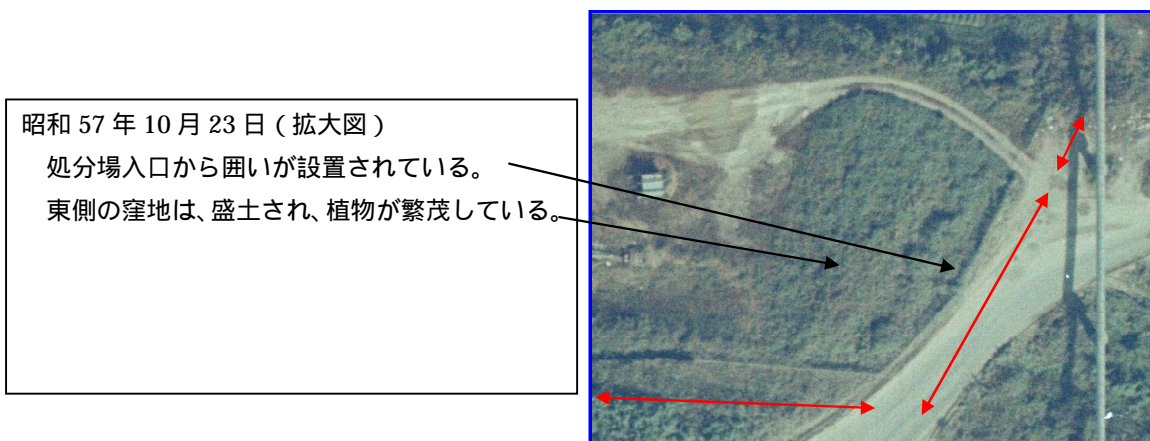 昭和 57 年 10 月 23 日 ( 拡大図 )
処分場入口から囲いが設置されている。
東側の窪地は、盛土され、植物が繁茂している。